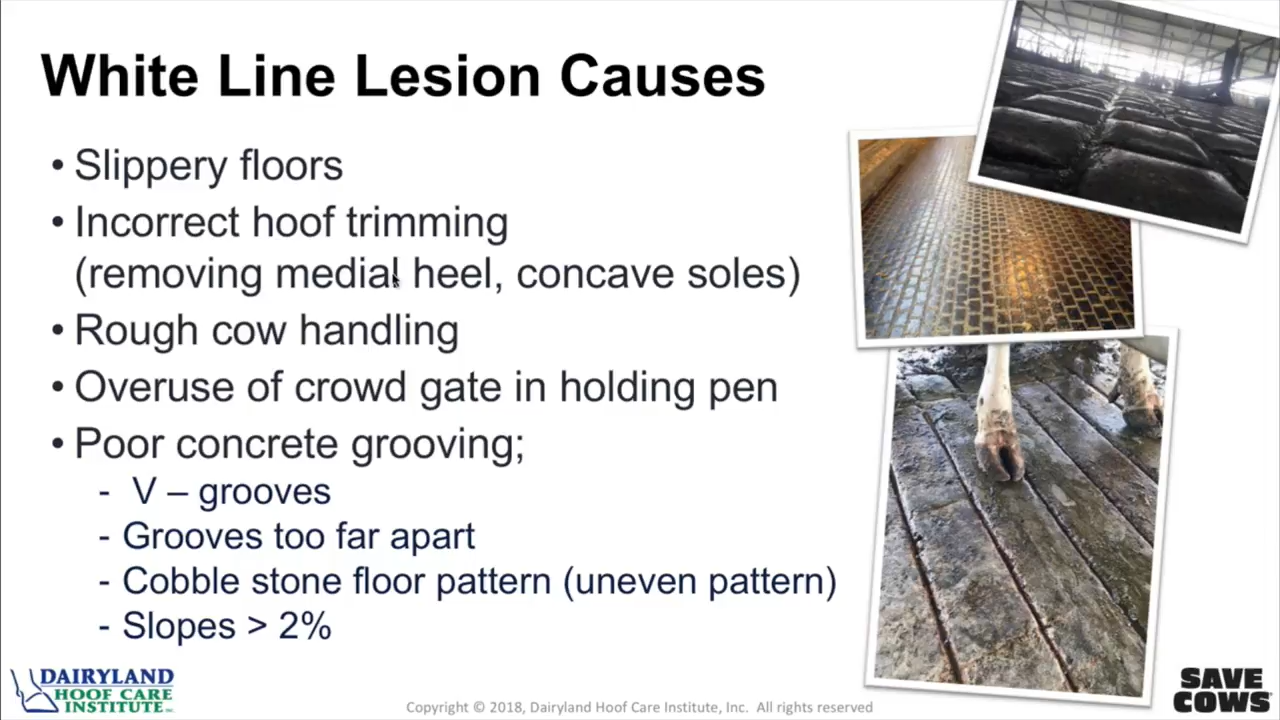 White Line Lesion Causes
• Slippery floors
• Incorrect hoof trimming
(removing medial heel, concave soles)
• Rough cow handling
• Overuse of crowd gate in holding pen
• Poor concrete grooving;
- V – grooves
- Grooves too far apart
- Cobble stone floor pattern (uneven pattern)
- Slopes > 2%
DAIRYLAND
HOOF CARE
INSTITUTE INC.
Copyright © 2018, Dairyland Hoof Care Institute, Inc. All rights reserved
SAVE
COWS